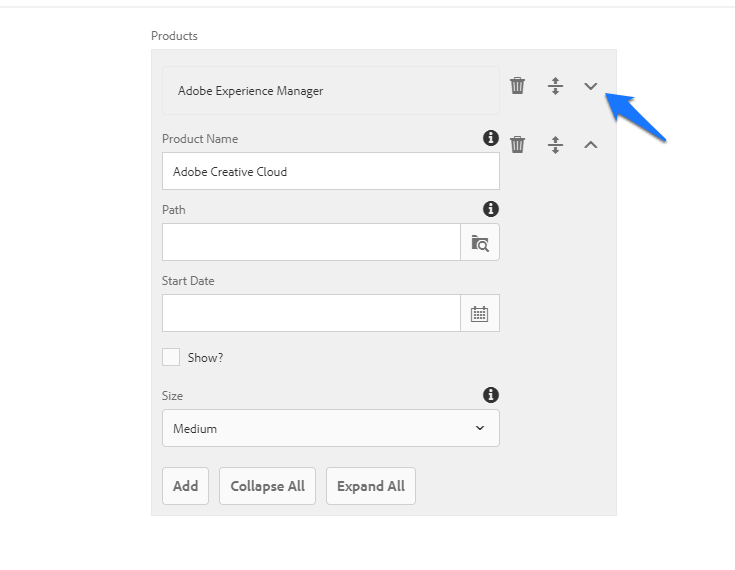 Products
Adobe Experience Manager
Product Name
Adobe Creative Cloud
Path
Start Date
Show?
Size
Medium
Add Collapse All Expand All